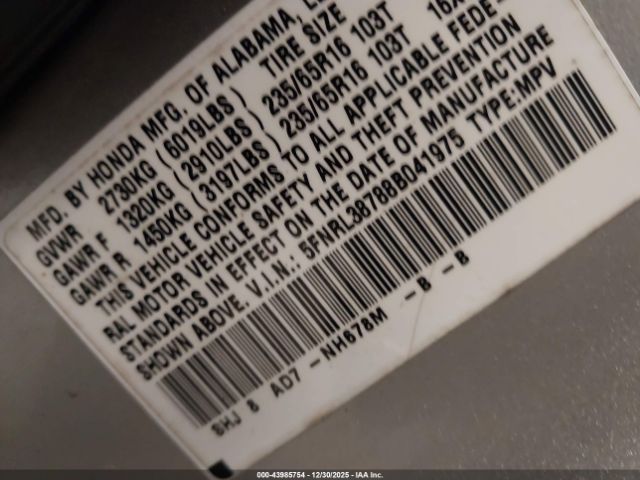 MFD. BY HONDA MFG. OF ALABAMA,
GVWR 2730KG (6019LBS) TIRE SIZE
GAWR F 1320KG (2910LBS) 235/65R16 103T
GAWR R 1450KG (3197LBS) 235/65R16 103T
THIS VEHICLE CONFORMS TO ALL APPLICABLE FEDE-
RAL MOTOR VEHICLE SAFETY AND THEFT PREVENTION
STANDARDS IN EFFECT ON THE DATE OF MANUFACTURE
SHOWN ABOVE. V.I.N.: 5FNRL38788B041975 TYPE:MPV
SHJ 8 AD7 -NH678M -B -B
000-43985754 - 12/30/2025 - IAA Inc.